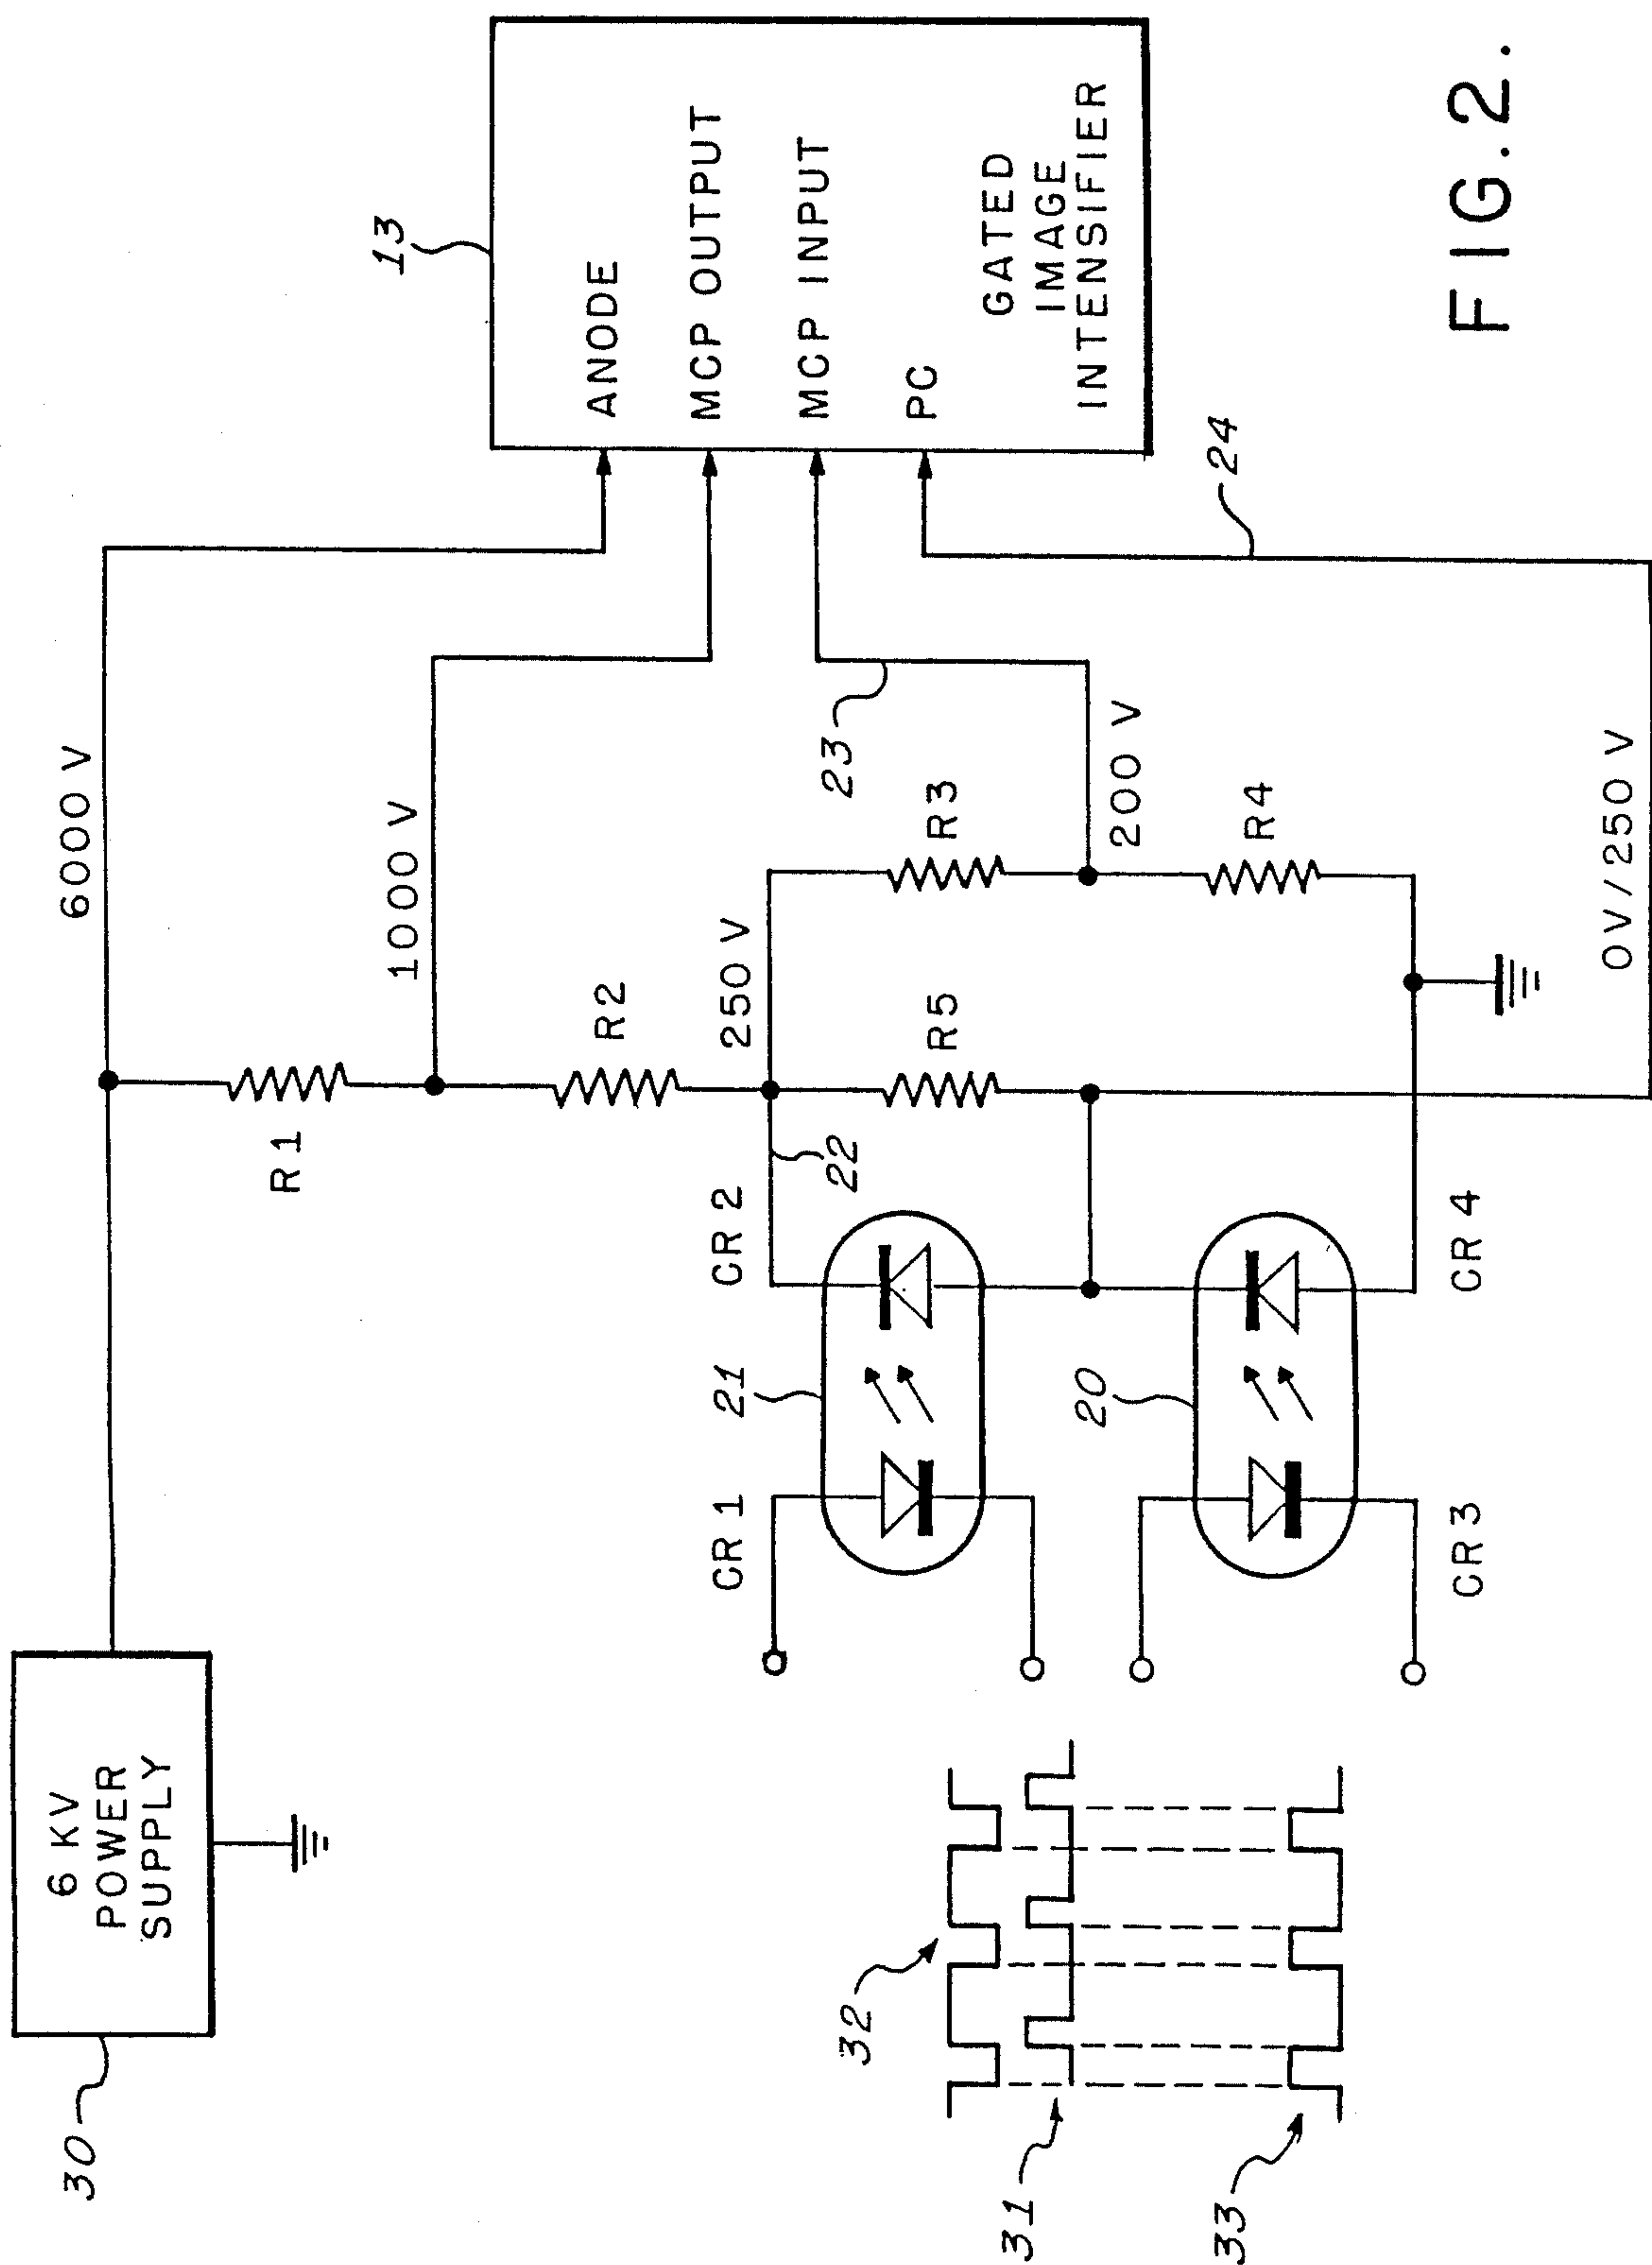 6 KV
POWER
SUPPLY
30
6000 V
R1
1000 V
R2
250 V
22
R5
R3
23
200 V
R4
0V/250 V
24
13
ANODE
MCP OUTPUT
MCP INPUT
PC
GATED
IMAGE
INTENSIFIER
CR 1
CR 2
21
20
CR 3
CR 4
32
31
33
FIG.2.